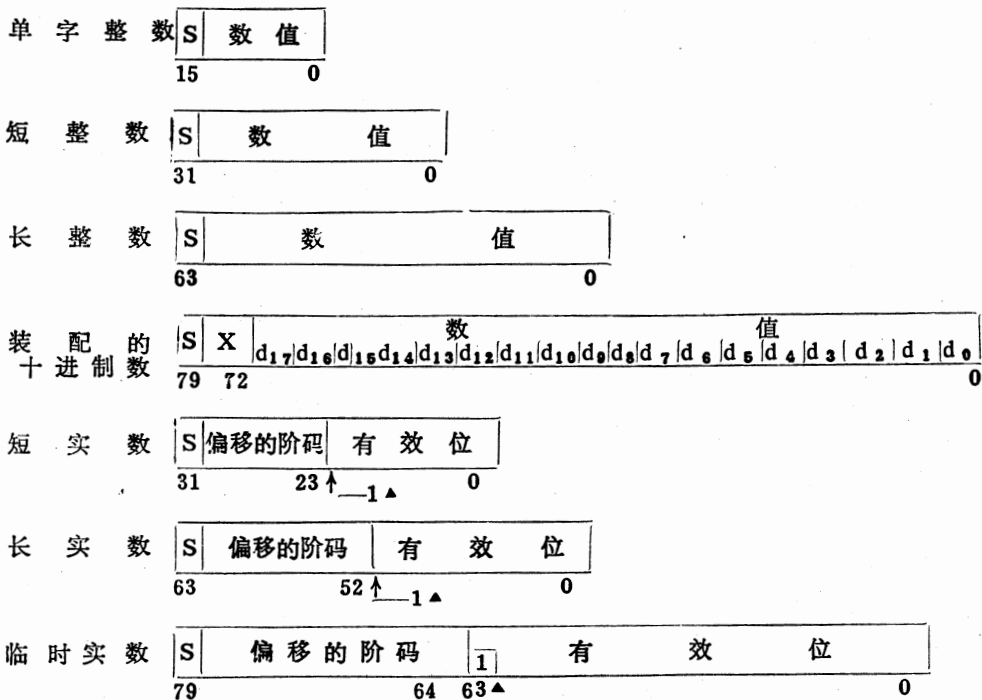 单字整数 S 数值
15 0
短整数 S 数值
31 0
长整数 S 数值
63 0
装配的 S X 数值
十进制数 d17 d16 d15 d14 d13 d12 d11 d10 d9 d8 d7 d6 d5 d4 d3 d2 d1 d0
79 72 0
短实数 S 偏移的阶码 有效位
31 23 ↑—1▲ 0
长实数 S 偏移的阶码 有效位
63 52 ↑—1▲ 0
临时实数 S 偏移的阶码 1 有效位
79 64 63▲ 0